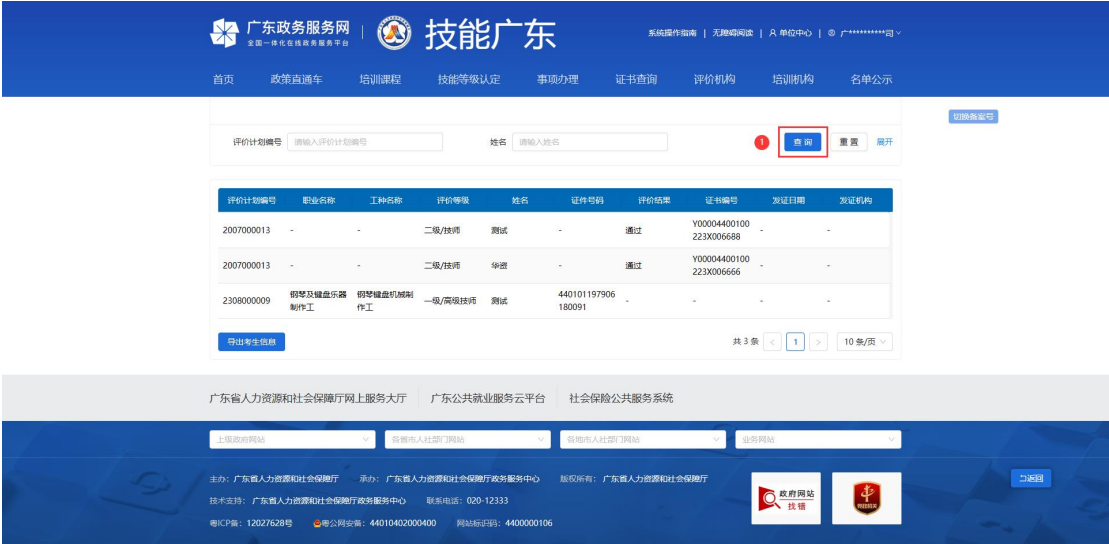 广东政务服务网 技能广东 系统操作指南 | 无障碍阅读 | 单位中心 | 广**********司
全国一体化在线政务服务平台
首页 政策直通车 培训课程 技能等级认定 事项办理 证书查询 评价机构 培训机构 名单公示
切换备案号
评价计划编号 请输入评价计划编号 姓名 请输入姓名 1 查询 重置 展开
评价计划编号 职业名称 工种名称 评价等级 姓名 证件号码 评价结果 证书编号 发证日期 发证机构
2007000013 - - 二级/技师 测试 - 通过 Y00004400100223X006688 - -
2007000013 - - 二级/技师 华资 - 通过 Y00004400100223X006666 - -
2308000009 钢琴及键盘乐器制作工 钢琴键盘机械制作工 一级/高级技师 测试 440101197906180091 - - - -
导出考生信息 共 3 条 < 1 > 10 条/页
广东省人力资源和社会保障厅网上服务大厅 广东公共就业服务云平台 社会保险公共服务系统
上级政府网站 各省市人社部门网站 各地市人社部门网站 业务网站
主办：广东省人力资源和社会保障厅 承办：广东省人力资源和社会保障厅政务服务中心 版权所有：广东省人力资源和社会保障厅
返回
技术支持：广东省人力资源和社会保障厅政务服务中心 联系电话：020-12333
政府网站
找错
粤ICP备：12027628号 粤公网安备：44010402000400 网站标识码：4400000106